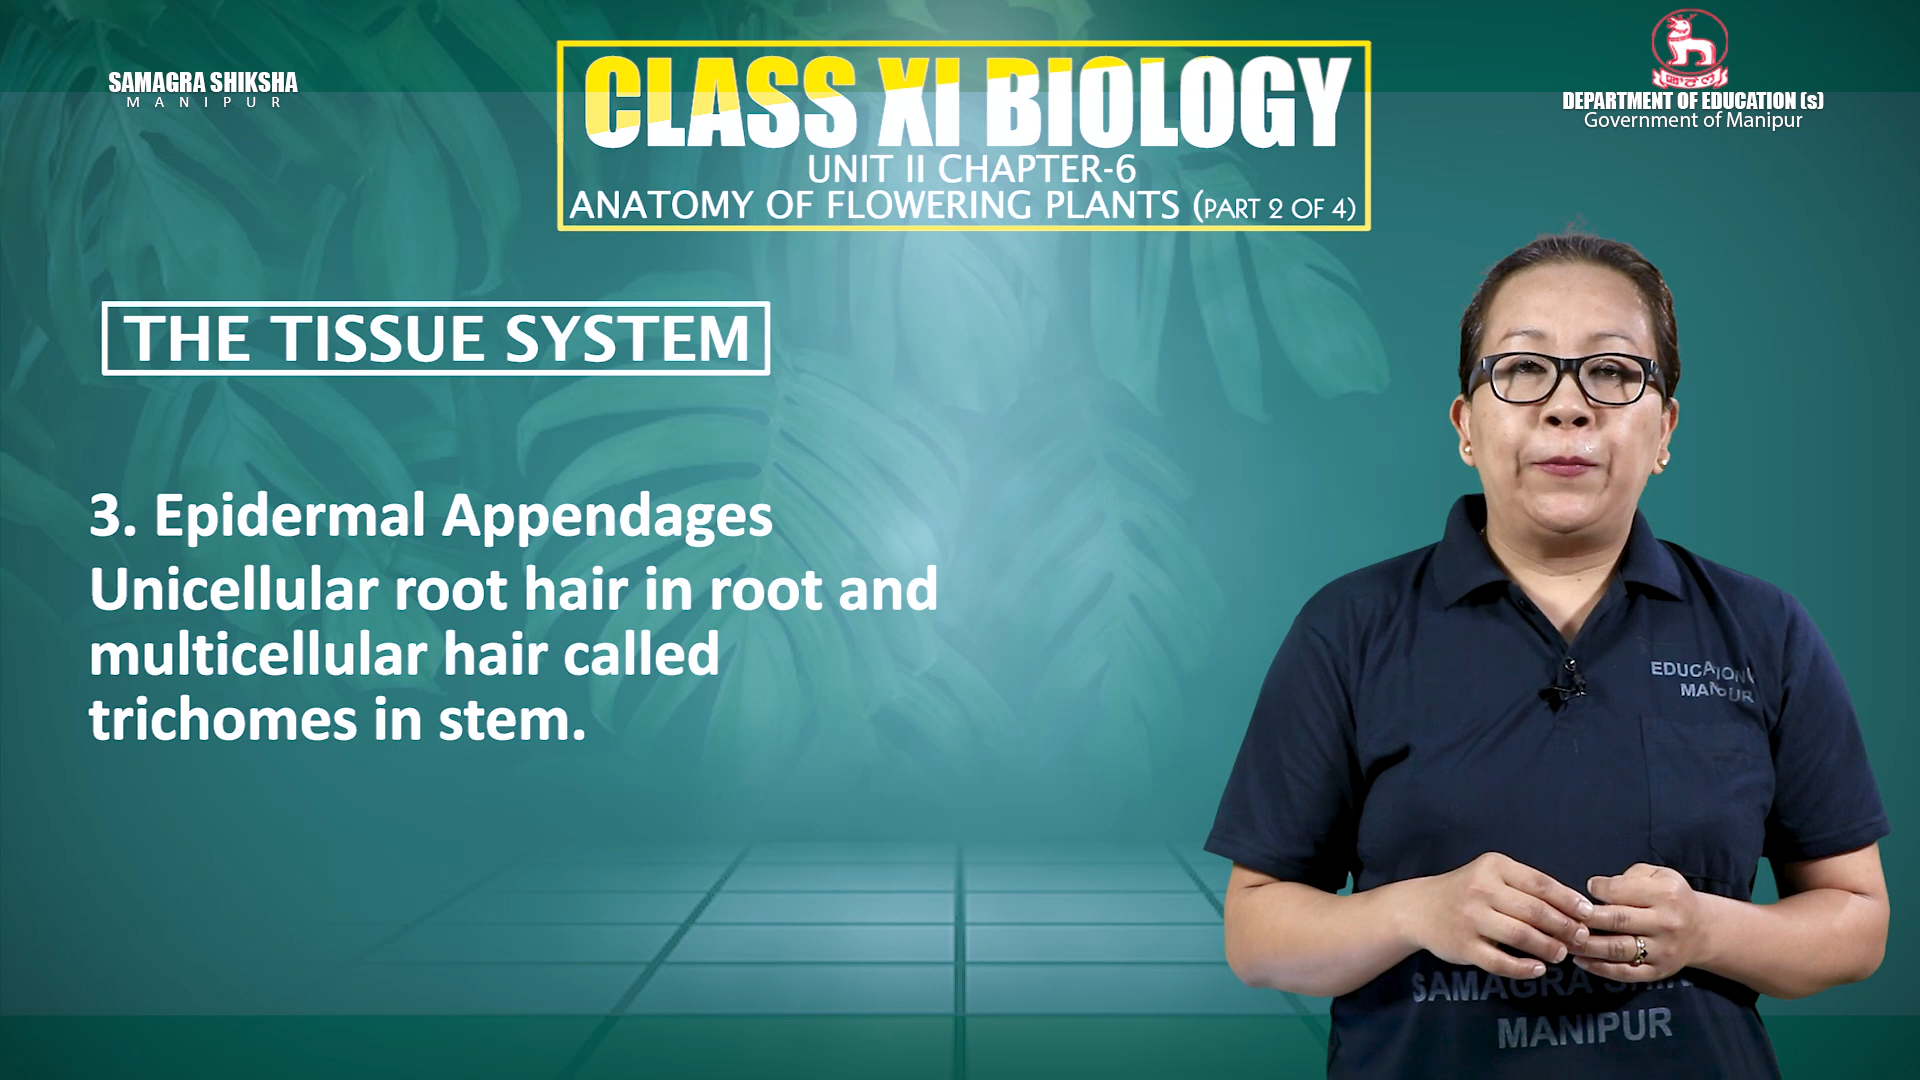 SAMAGRA SHIKSHA
MANIPUR
CLASS XI BIOLOGY
UNIT II CHAPTER-6
ANATOMY OF FLOWERING PLANTS (PART 2 OF 4)
DEPARTMENT OF EDUCATION (s)
Government of Manipur
THE TISSUE SYSTEM
3. Epidermal Appendages
Unicellular root hair in root and
multicellular hair called
trichomes in stem.
EDUCATION
MANIPUR
SAMAGRA
MANIPUR